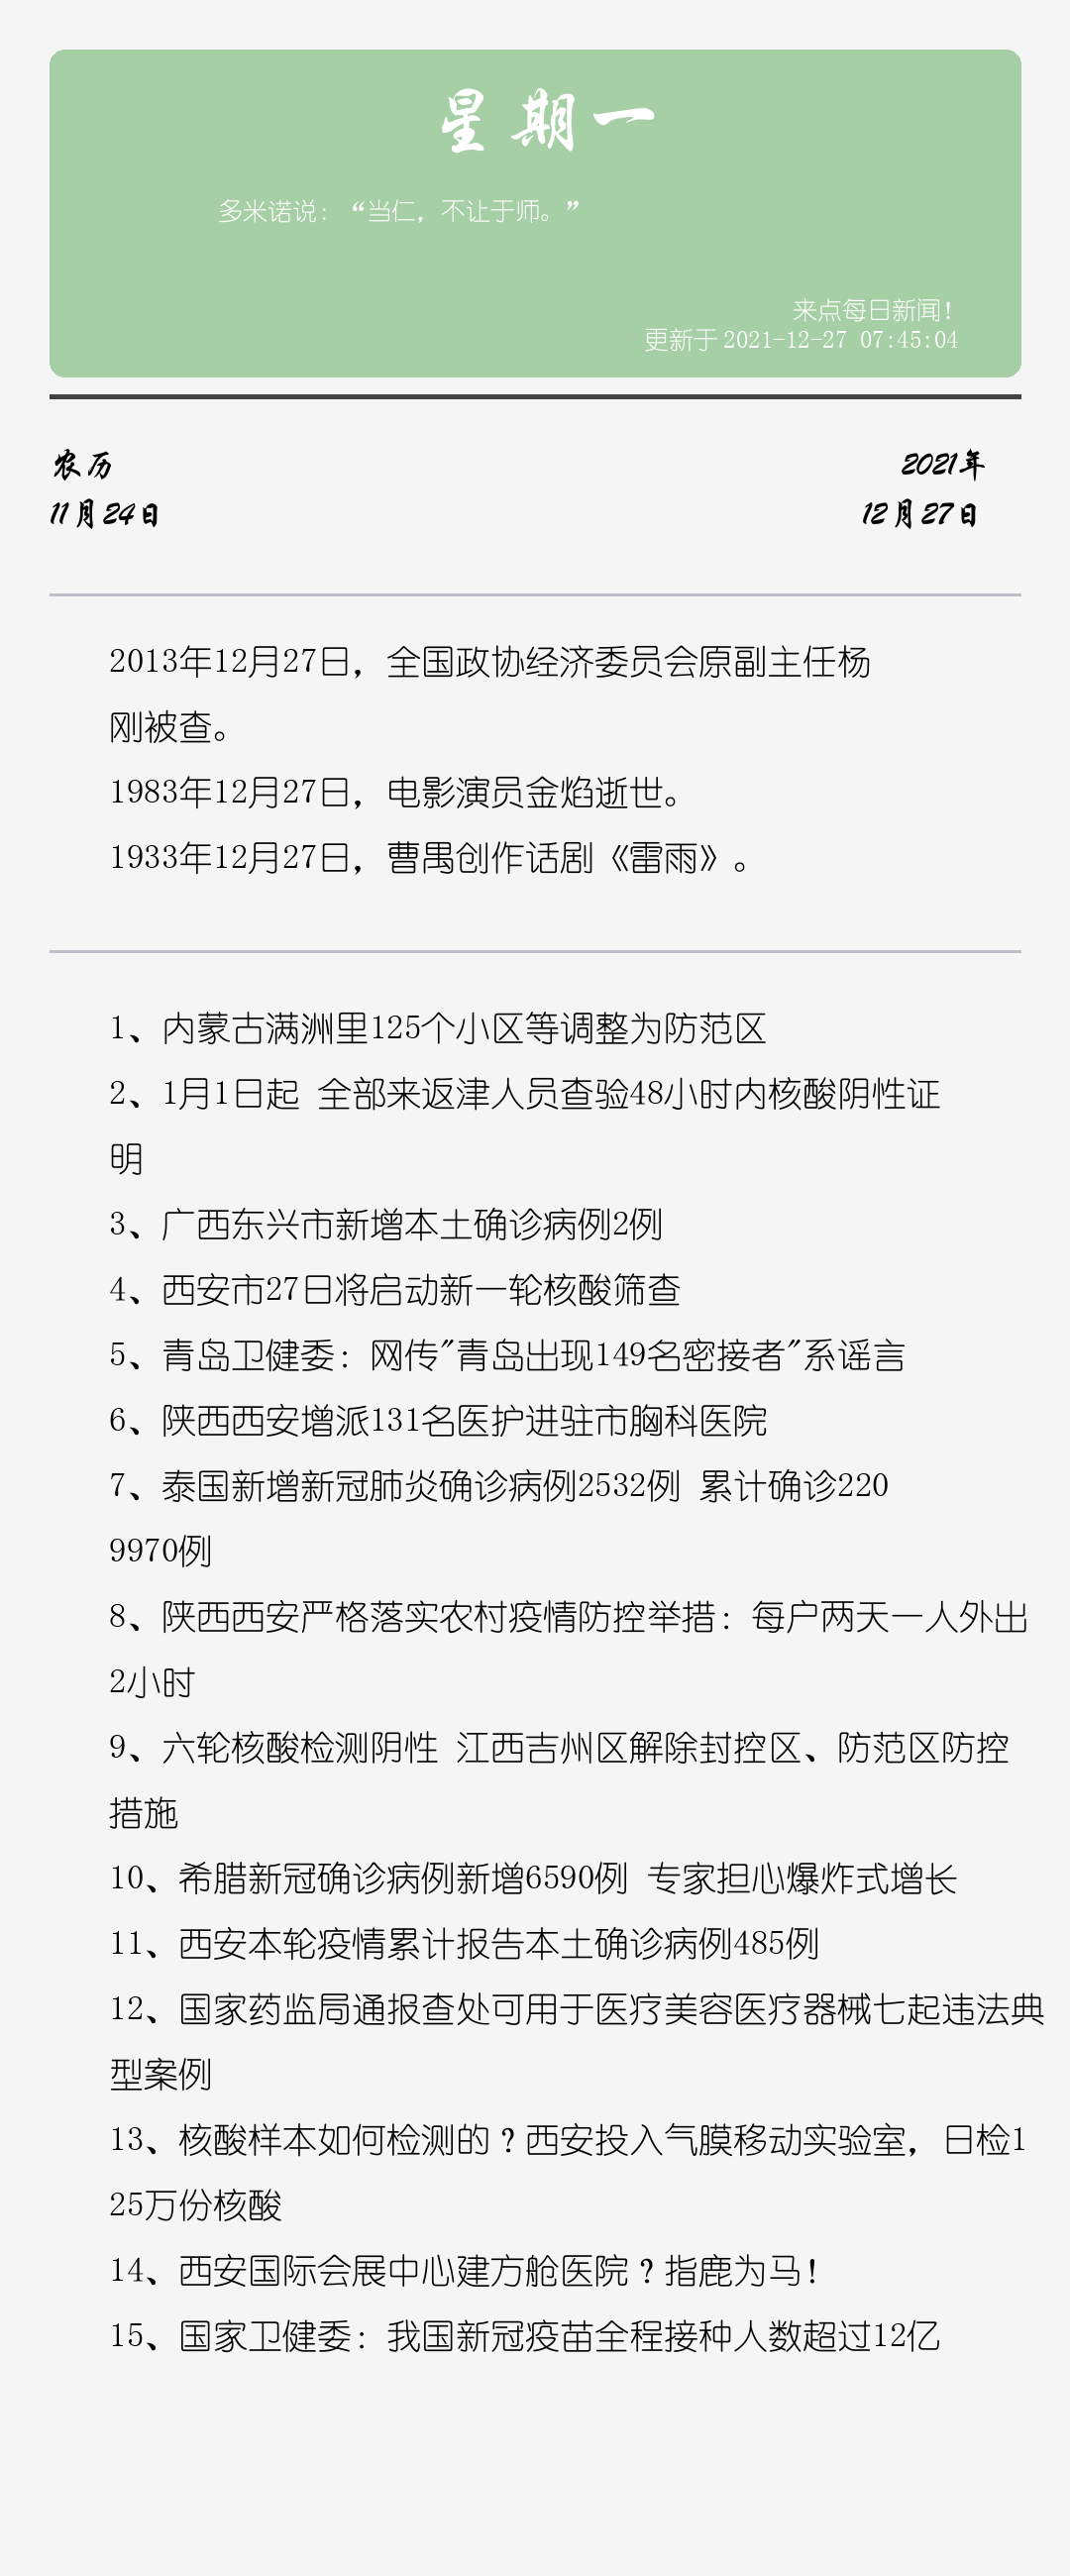 星期一
多米诺说：“当仁，不让于师。”
来点每日新闻！
更新于 2021-12-27 07:45:04
农历
2021年
11月24日
12月27日
2013年12月27日，全国政协经济委员会原副主任杨
刚被查。
1983年12月27日，电影演员金焰逝世。
1933年12月27日，曹禺创作话剧《雷雨》。
1、内蒙古满洲里125个小区等调整为防范区
2、1月1日起 全部来返津人员查验48小时内核酸阴性证
明
3、广西东兴市新增本土确诊病例2例
4、西安市27日将启动新一轮核酸筛查
5、青岛卫健委：网传"青岛出现149名密接者"系谣言
6、陕西西安增派131名医护进驻市胸科医院
7、泰国新增新冠肺炎确诊病例2532例 累计确诊220
9970例
8、陕西西安严格落实农村疫情防控举措：每户两天一人外出
2小时
9、六轮核酸检测阴性 江西吉州区解除封控区、防范区防控
措施
10、希腊新冠确诊病例新增6590例 专家担心爆炸式增长
11、西安本轮疫情累计报告本土确诊病例485例
12、国家药监局通报查处可用于医疗美容医疗器械七起违法典
型案例
13、核酸样本如何检测的？西安投入气膜移动实验室，日检1
25万份核酸
14、西安国际会展中心建方舱医院？指鹿为马！
15、国家卫健委：我国新冠疫苗全程接种人数超过12亿